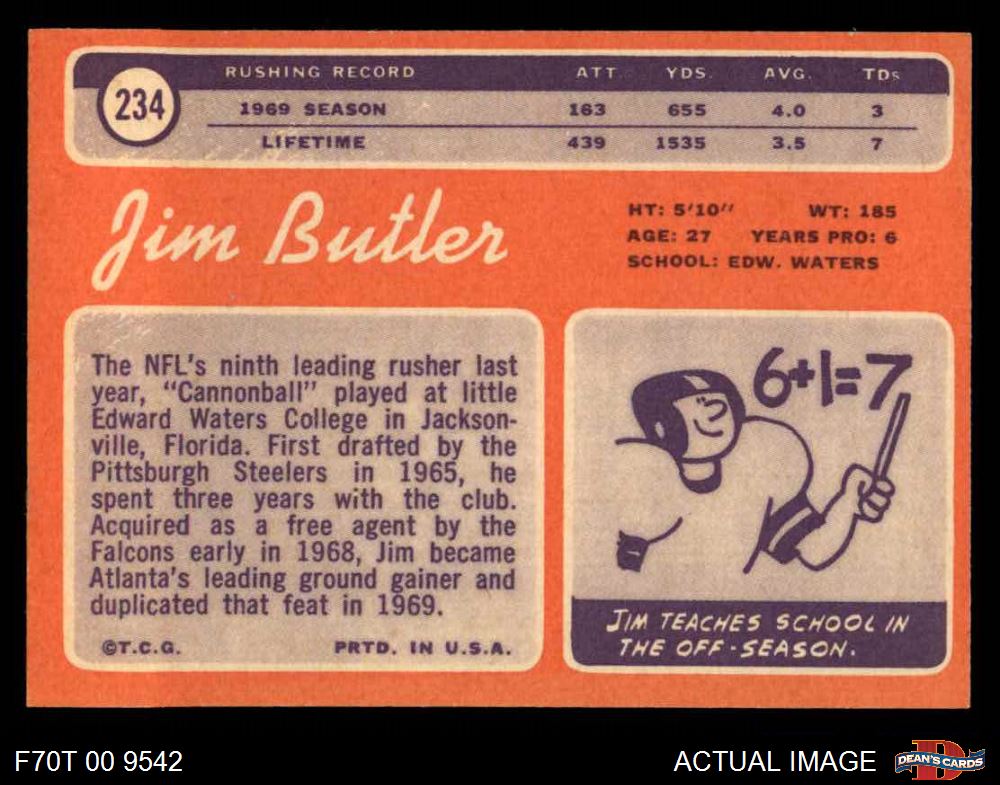 234
RUSHING RECORD ATT. YDS. AVG. TDs
1969 SEASON 163 655 4.0 3
LIFETIME 439 1535 3.5 7
Jim Butler
HT: 5'10" WT: 185
AGE: 27 YEARS PRO: 6
SCHOOL: EDW. WATERS
The NFL's ninth leading rusher last
year, "Cannonball" played at little
Edward Waters College in Jackson-
ville, Florida. First drafted by the
Pittsburgh Steelers in 1965, he
spent three years with the club.
Acquired as a free agent by the
Falcons early in 1968, Jim became
Atlanta's leading ground gainer and
duplicated that feat in 1969.
©T.C.G. PRTD. IN U.S.A.
6+1=7
JIM TEACHES SCHOOL IN
THE OFF-SEASON.
F70T 00 9542 ACTUAL IMAGE
D
DEAN'S CARDS